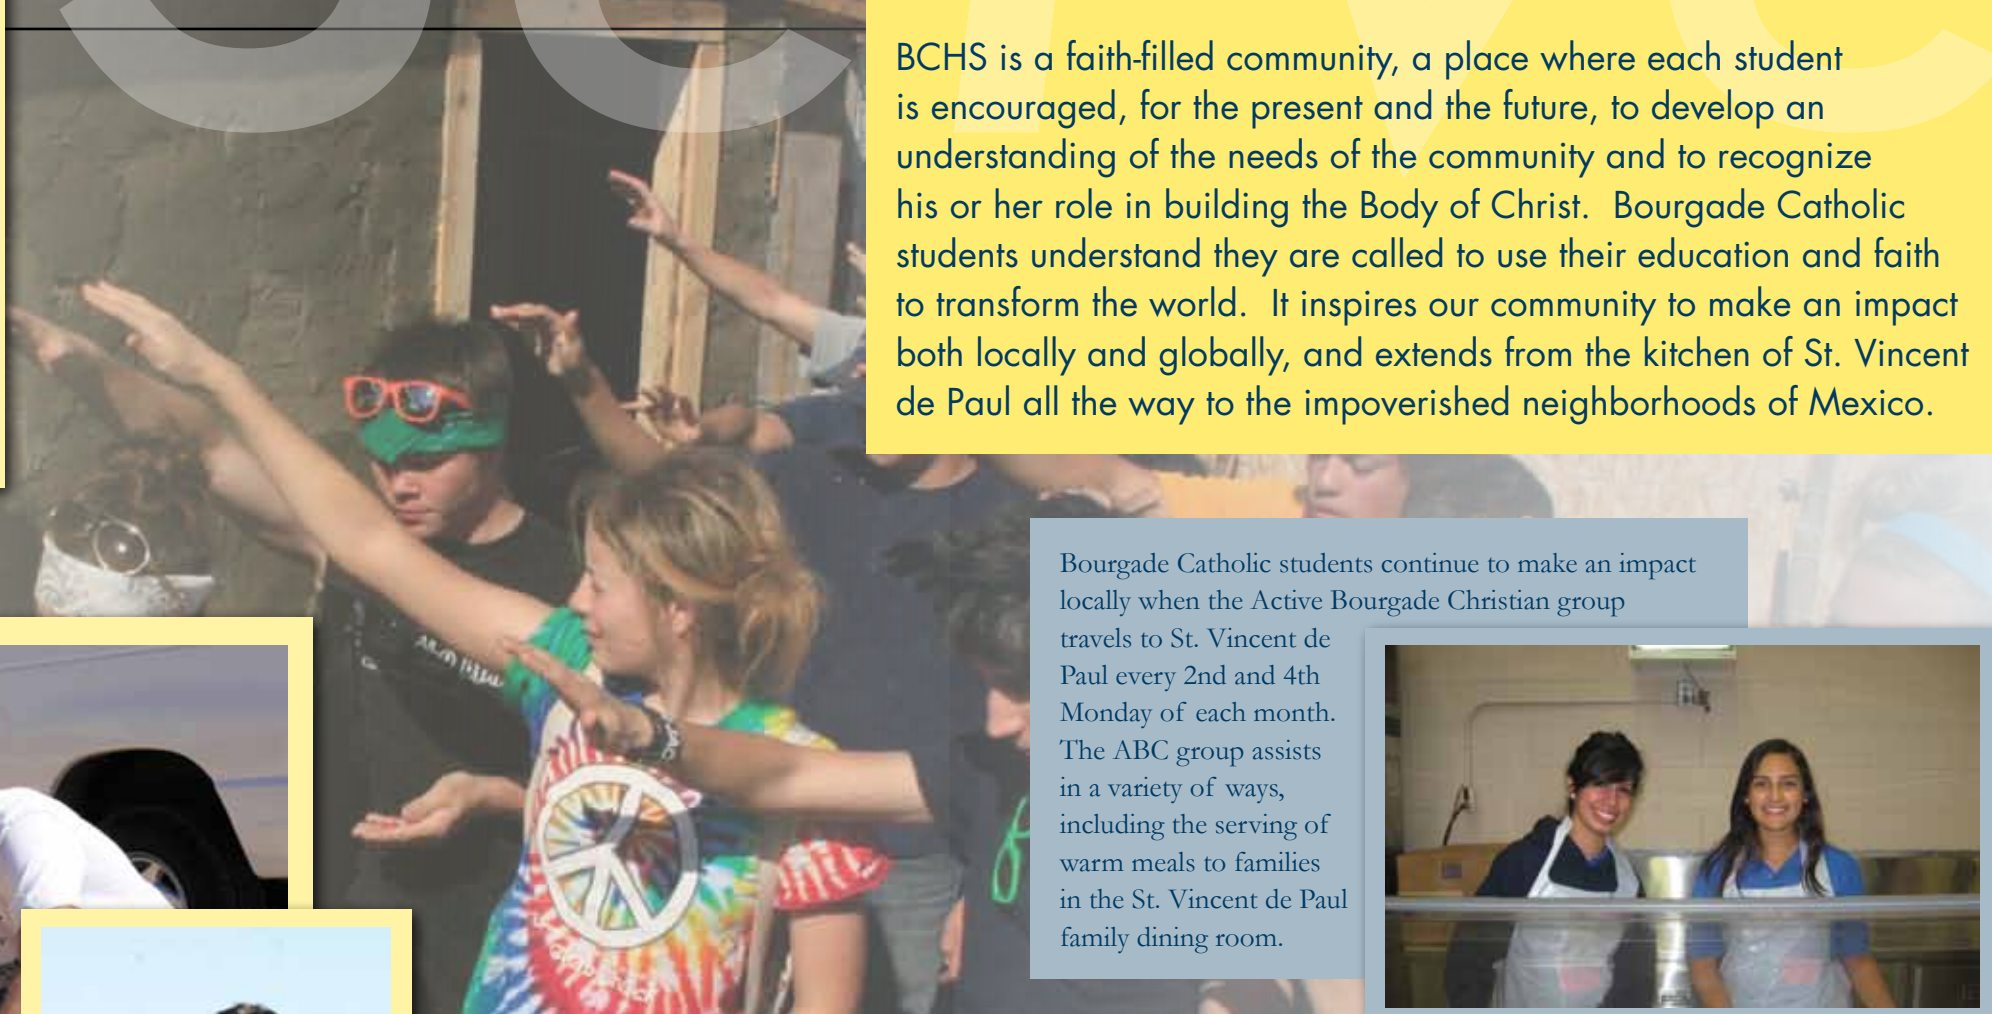 BCHS is a faith-filled community, a place where each student
is encouraged, for the present and the future, to develop an
understanding of the needs of the community and to recognize
his or her role in building the Body of Christ.  Bourgade Catholic
students understand they are called to use their education and faith
to transform the world.  It inspires our community to make an impact
both locally and globally, and extends from the kitchen of St. Vincent
de Paul all the way to the impoverished neighborhoods of Mexico.
Bourgade Catholic students continue to make an impact
locally when the Active Bourgade Christian group
travels to St. Vincent de
Paul every 2nd and 4th
Monday of each month.
The ABC group assists
in a variety of ways,
including the serving of
warm meals to families
in the St. Vincent de Paul
family dining room.